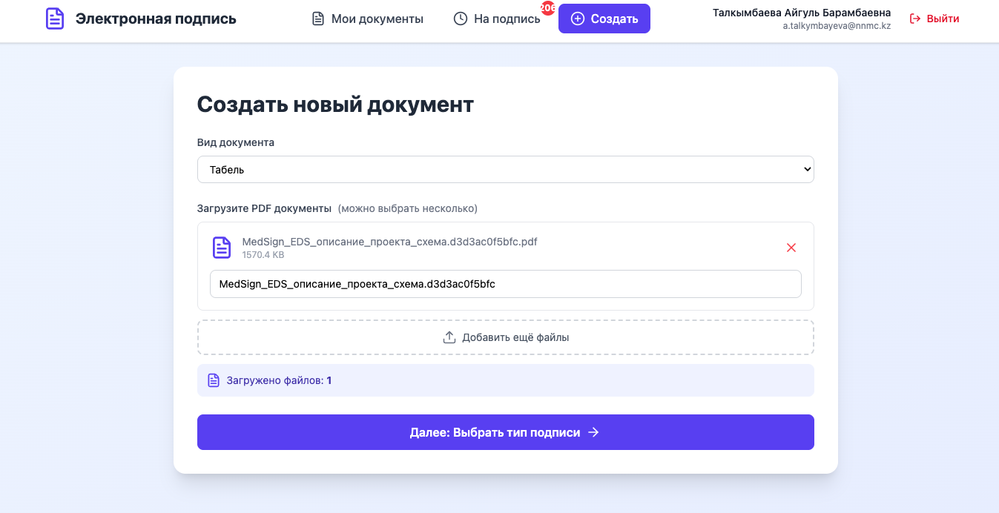 Электронная подпись
Мои документы
На подпись
206
Создать
Талкымбаева Айгуль Барамбаевна
a.talkymbayeva@nnmc.kz
Выйти
Создать новый документ
Вид документа
Табель
Загрузите PDF документы (можно выбрать несколько)
MedSign_EDS_описание_проекта_схема.d3d3ac0f5bfc.pdf
1570.4 KB
MedSign_EDS_описание_проекта_схема.d3d3ac0f5bfc
Добавить ещё файлы
Загружено файлов: 1
Далее: Выбрать тип подписи →